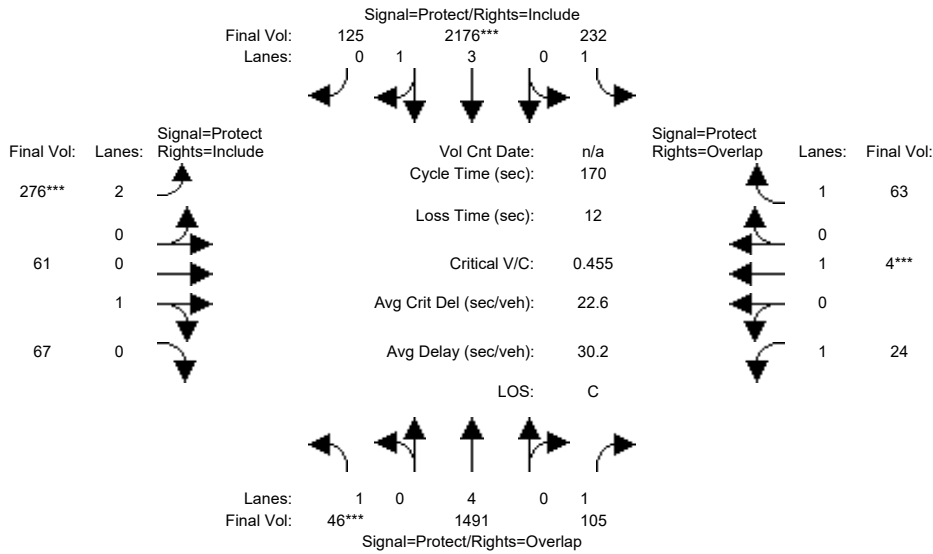 Signal=Protect/Rights=Include
Final Vol: 125 2176*** 232
Lanes: 0 1 3 0 1
Signal=Protect
Final Vol: Lanes: Rights=Include
Vol Cnt Date: n/a
Signal=Protect
Rights=Overlap Lanes: Final Vol:
Cycle Time (sec): 170
276*** 2
1 63
Loss Time (sec): 12
0
0
61 0
Critical V/C: 0.455
1 4***
1
Avg Crit Del (sec/veh): 22.6
0
67 0
Avg Delay (sec/veh): 30.2
1 24
LOS: C
Lanes: 1 0 4 0 1
Final Vol: 46*** 1491 105
Signal=Protect/Rights=Overlap